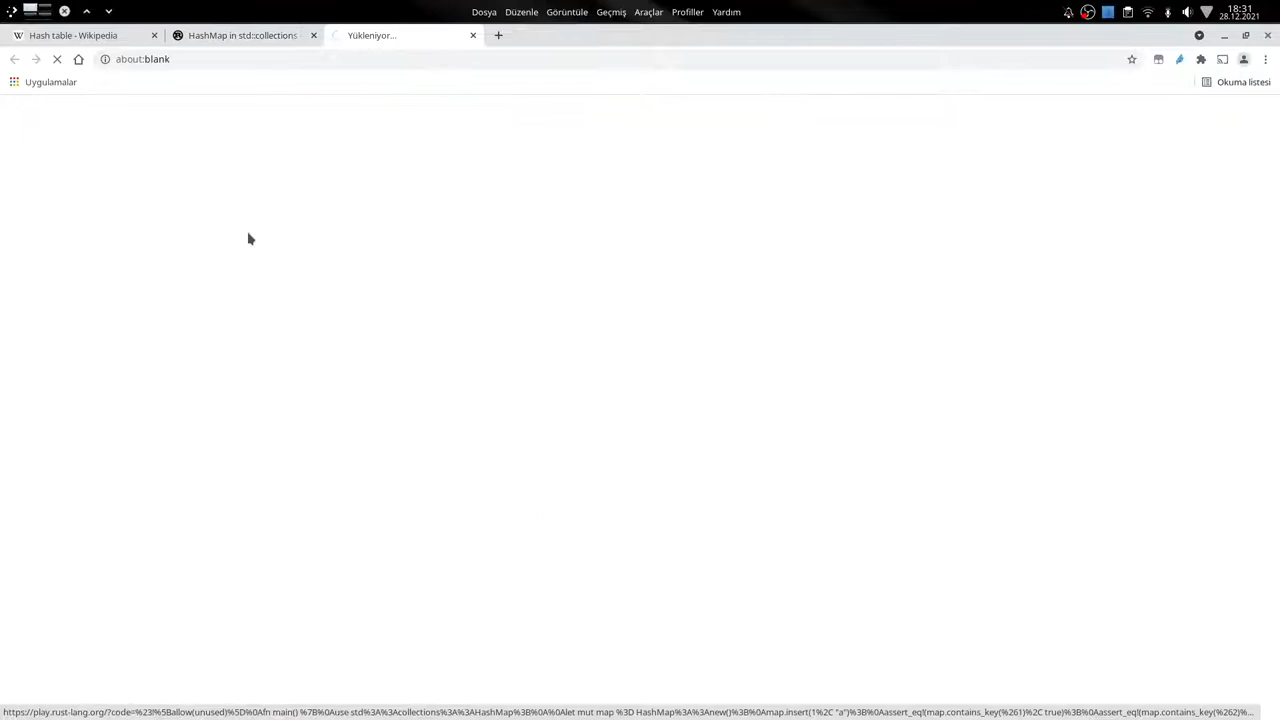 Dosya Düzenle Görüntüle Geçmiş Araçlar Profiller Yardım
18:31
28.12.2021
Hash table - Wikipedia
HashMap in std::collections
Yükleniyor...
about:blank
Uygulamalar
Okuma listesi
https://play.rust-lang.org/?code=%23!%5Ballow(unused)%5D%0Afn main() %7B%0Ause std%3A%3Acollections%3A%3AHashMap%3B%0A%0Alet mut map %3D HashMap%3A%3Anew()%3B%0Amap.insert(1%2C "a")%3B%0Aassert_eq!(map.contains_key(%261)%2C true)%3B%0Aassert_eq!(map.contains_key(%262)%...